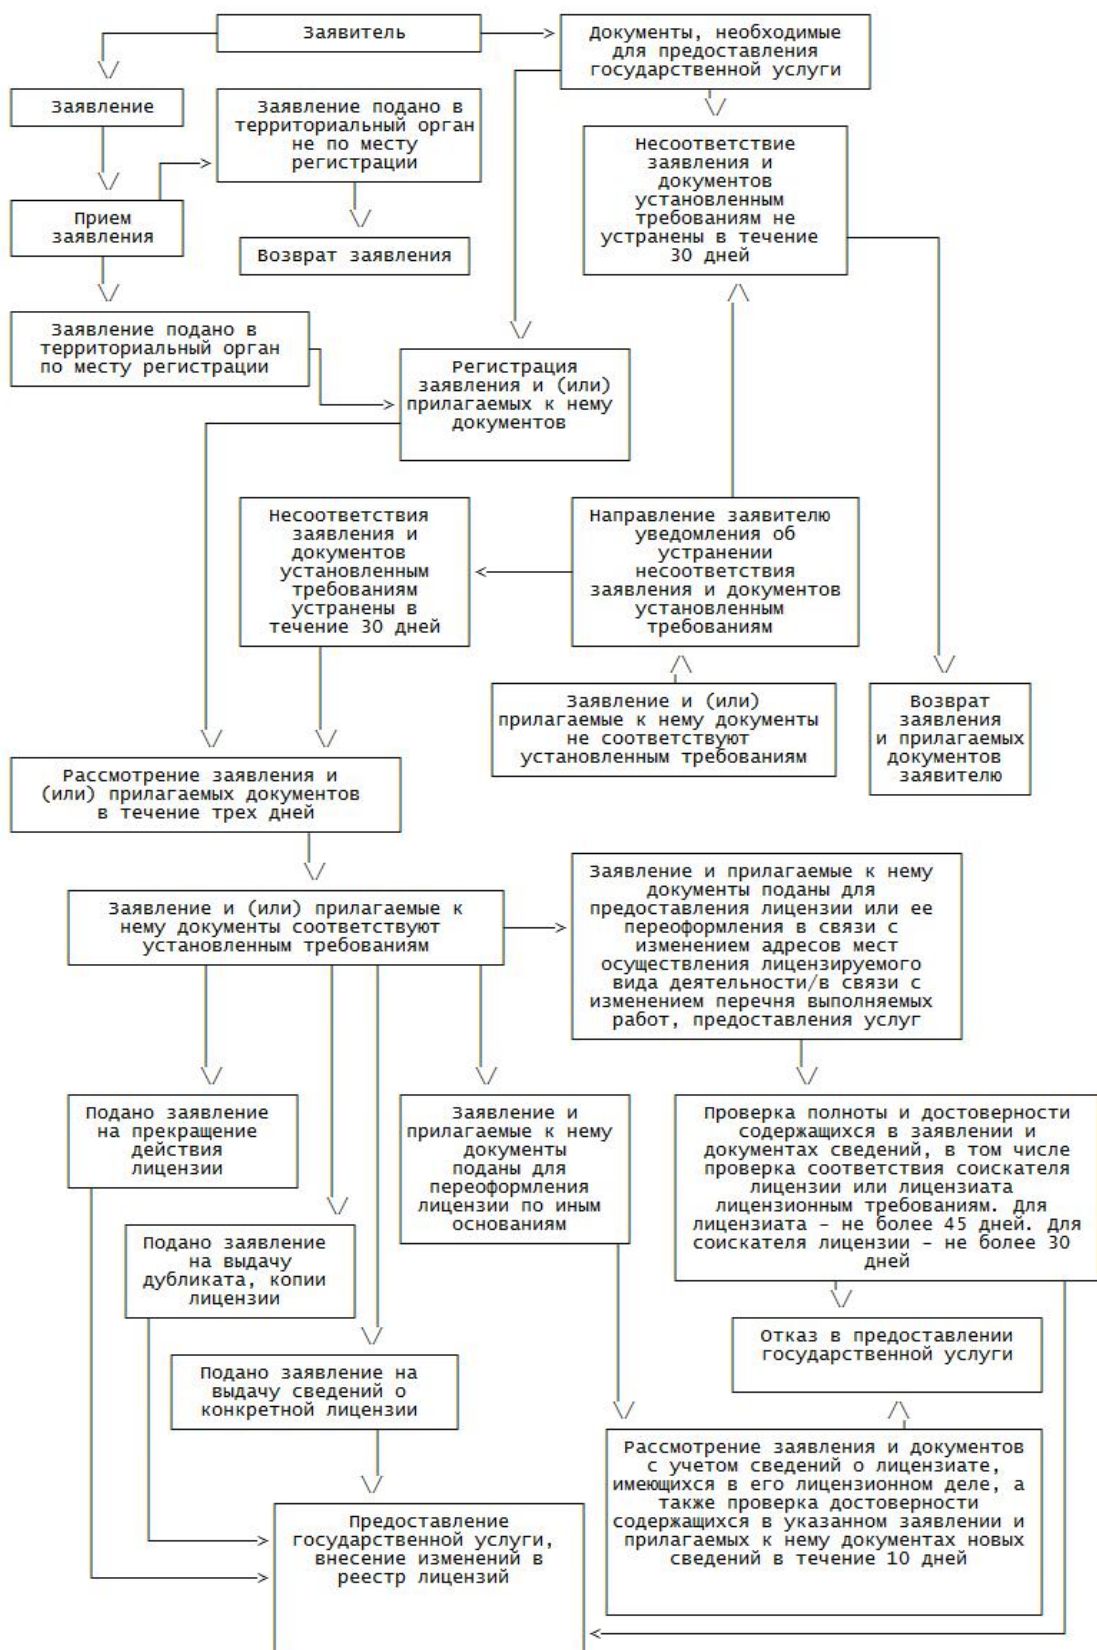 Заявитель
Документы, необходимые
для предоставления
государственной услуги
Заявление
Заявление подано в
территориальный орган
не по месту
регистрации
Несоответствие
заявления и
документов
установленным
требованиям не
устранены в течение
30 дней
Прием
заявления
Возврат заявления
Заявление подано в
территориальный орган
по месту регистрации
Регистрация
заявления и (или)
прилагаемых к нему
документов
Несоответствия
заявления и
документов
установленным
требованиям
устранены в
течение 30 дней
Направление заявителю
уведомления об
устранении
несоответствия
заявления и документов
установленным
требованиям
Заявление и (или)
прилагаемые к нему документы
не соответствуют
установленным требованиям
Возврат
заявления
и прилагаемых
документов
заявителю
Рассмотрение заявления и
(или) прилагаемых документов
в течение трех дней
Заявление и (или) прилагаемые к
нему документы соответствуют
установленным требованиям
Заявление и прилагаемые к нему
документы поданы для
предоставления лицензии или ее
переоформления в связи с
изменением адресов мест
осуществления лицензируемого
вида деятельности/в связи с
изменением перечня выполняемых
работ, предоставления услуг
Подано заявление
на прекращение
действия
лицензии
Заявление и
прилагаемые к нему
документы
поданы для
переоформления
лицензии по иным
основаниям
Проверка полноты и достоверности
содержащихся в заявлении и
документах сведений, в том числе
проверка соответствия соискателя
лицензии или лицензиата
лицензионным требованиям. Для
лицензиата - не более 45 дней. Для
соискателя лицензии - не более 30
дней
Подано заявление
на выдачу
дубликата, копии
лицензии
Отказ в предоставлении
государственной услуги
Подано заявление на
выдачу сведений о
конкретной лицензии
Рассмотрение заявления и документов
с учетом сведений о лицензиате,
имеющихся в его лицензионном деле, а
также проверка достоверности
содержащихся в указанном заявлении и
прилагаемых к нему документах новых
сведений в течение 10 дней
Предоставление
государственной услуги,
внесение изменений в
реестр лицензий